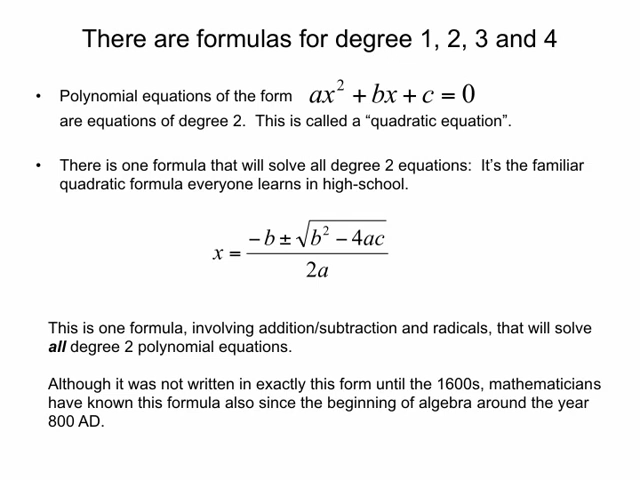 There are formulas for degree 1, 2, 3 and 4
• Polynomial equations of the form ax² + bx + c = 0
are equations of degree 2. This is called a “quadratic equation”.
• There is one formula that will solve all degree 2 equations: It’s the familiar
quadratic formula everyone learns in high-school.
x = (−b ± √(b² − 4ac)) / 2a
This is one formula, involving addition/subtraction and radicals, that will solve
all degree 2 polynomial equations.
Although it was not written in exactly this form until the 1600s, mathematicians
have known this formula also since the beginning of algebra around the year
800 AD.